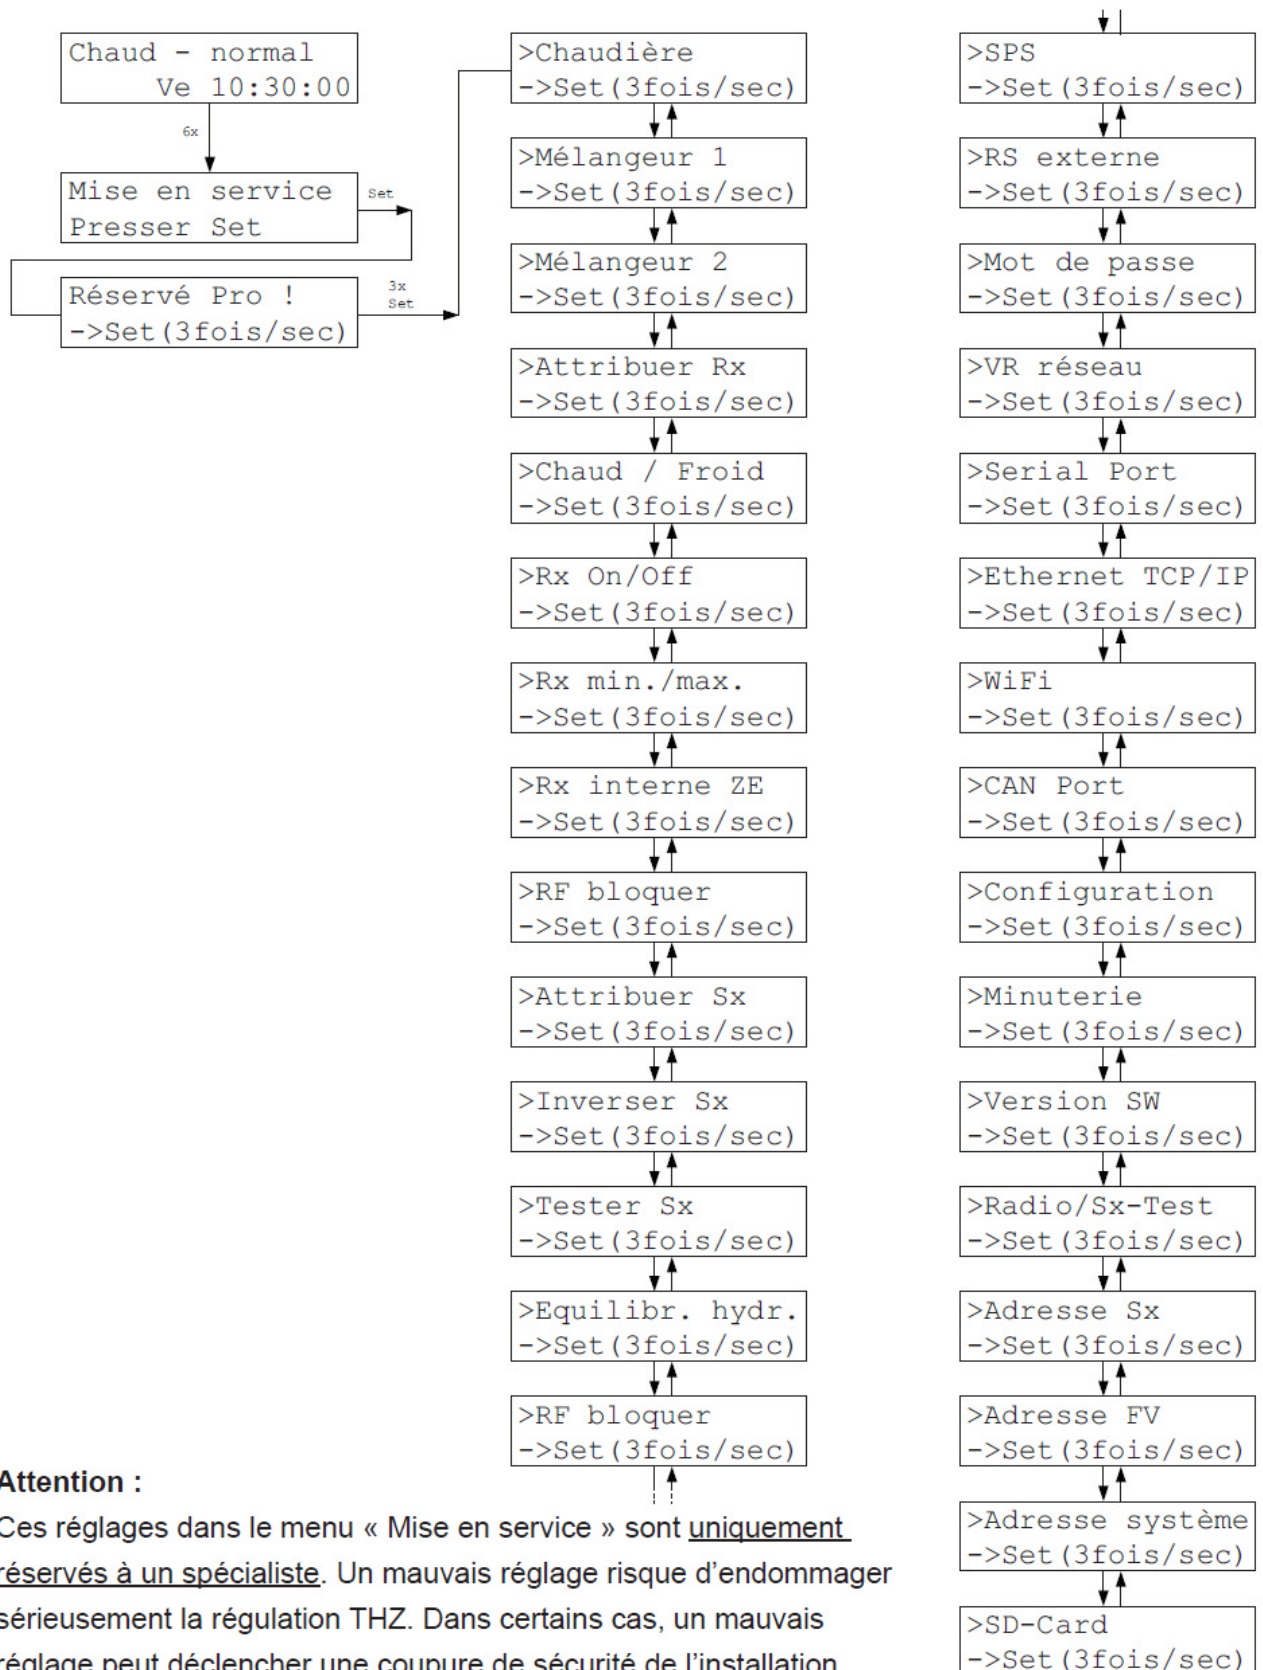 Chaud - normal
Ve 10:30:00
6x
Mise en service
Presser Set
Set
Réservé Pro !
->Set(3fois/sec)
3x
Set
>Chaudière
->Set(3fois/sec)
>Mélangeur 1
->Set(3fois/sec)
>Mélangeur 2
->Set(3fois/sec)
>Attribuer Rx
->Set(3fois/sec)
>Chaud / Froid
->Set(3fois/sec)
>Rx On/Off
->Set(3fois/sec)
>Rx min./max.
->Set(3fois/sec)
>Rx interne ZE
->Set(3fois/sec)
>RF bloquer
->Set(3fois/sec)
>Attribuer Sx
->Set(3fois/sec)
>Inverser Sx
->Set(3fois/sec)
>Tester Sx
->Set(3fois/sec)
>Equilibr. hydr.
->Set(3fois/sec)
>RF bloquer
->Set(3fois/sec)
>SPS
->Set(3fois/sec)
>RS externe
->Set(3fois/sec)
>Mot de passe
->Set(3fois/sec)
>VR réseau
->Set(3fois/sec)
>Serial Port
->Set(3fois/sec)
>Ethernet TCP/IP
->Set(3fois/sec)
>WiFi
->Set(3fois/sec)
>CAN Port
->Set(3fois/sec)
>Configuration
->Set(3fois/sec)
>Minuterie
->Set(3fois/sec)
>Version SW
->Set(3fois/sec)
>Radio/Sx-Test
->Set(3fois/sec)
>Adresse Sx
->Set(3fois/sec)
>Adresse FV
->Set(3fois/sec)
>Adresse système
->Set(3fois/sec)
>SD-Card
->Set(3fois/sec)
Attention :
Ces réglages dans le menu « Mise en service » sont uniquement
réservés à un spécialiste. Un mauvais réglage risque d'endommager
sérieusement la régulation THZ. Dans certains cas, un mauvais
réglage peut déclencher une coupure de sécurité de l'installation.